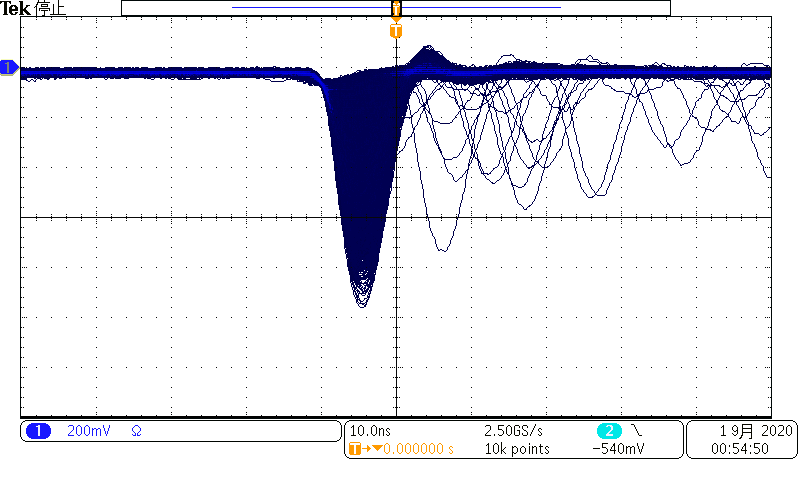 Tek 停止
T
T
1
1 200mV Ω
10.0ns 2.50GS/s 2 \
T→▼0.000000 s 10k points −540mV
1 9月 2020
00:54:50